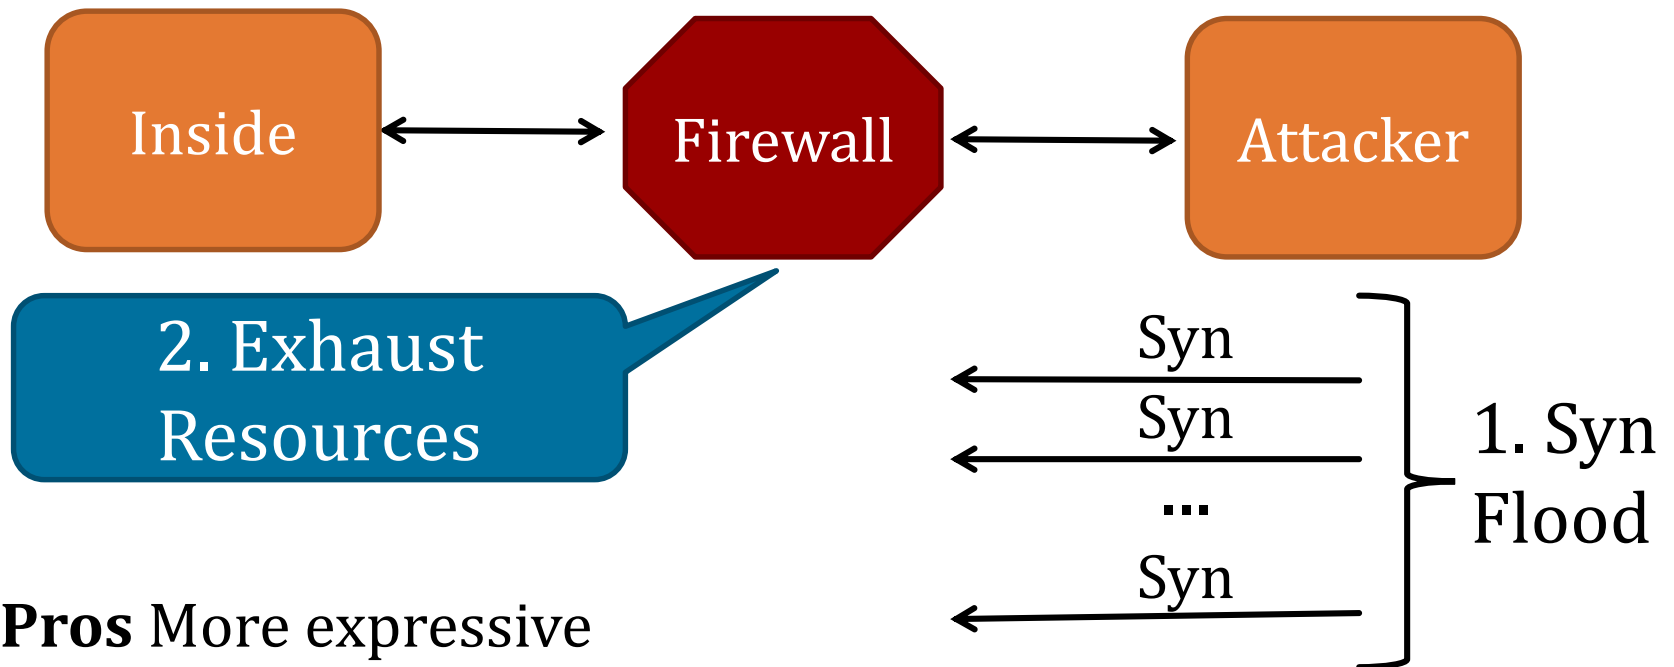 Inside
Firewall
Attacker
2. Exhaust
Resources
Syn
Syn
...
Syn
1. Syn
Flood
Pros More expressive